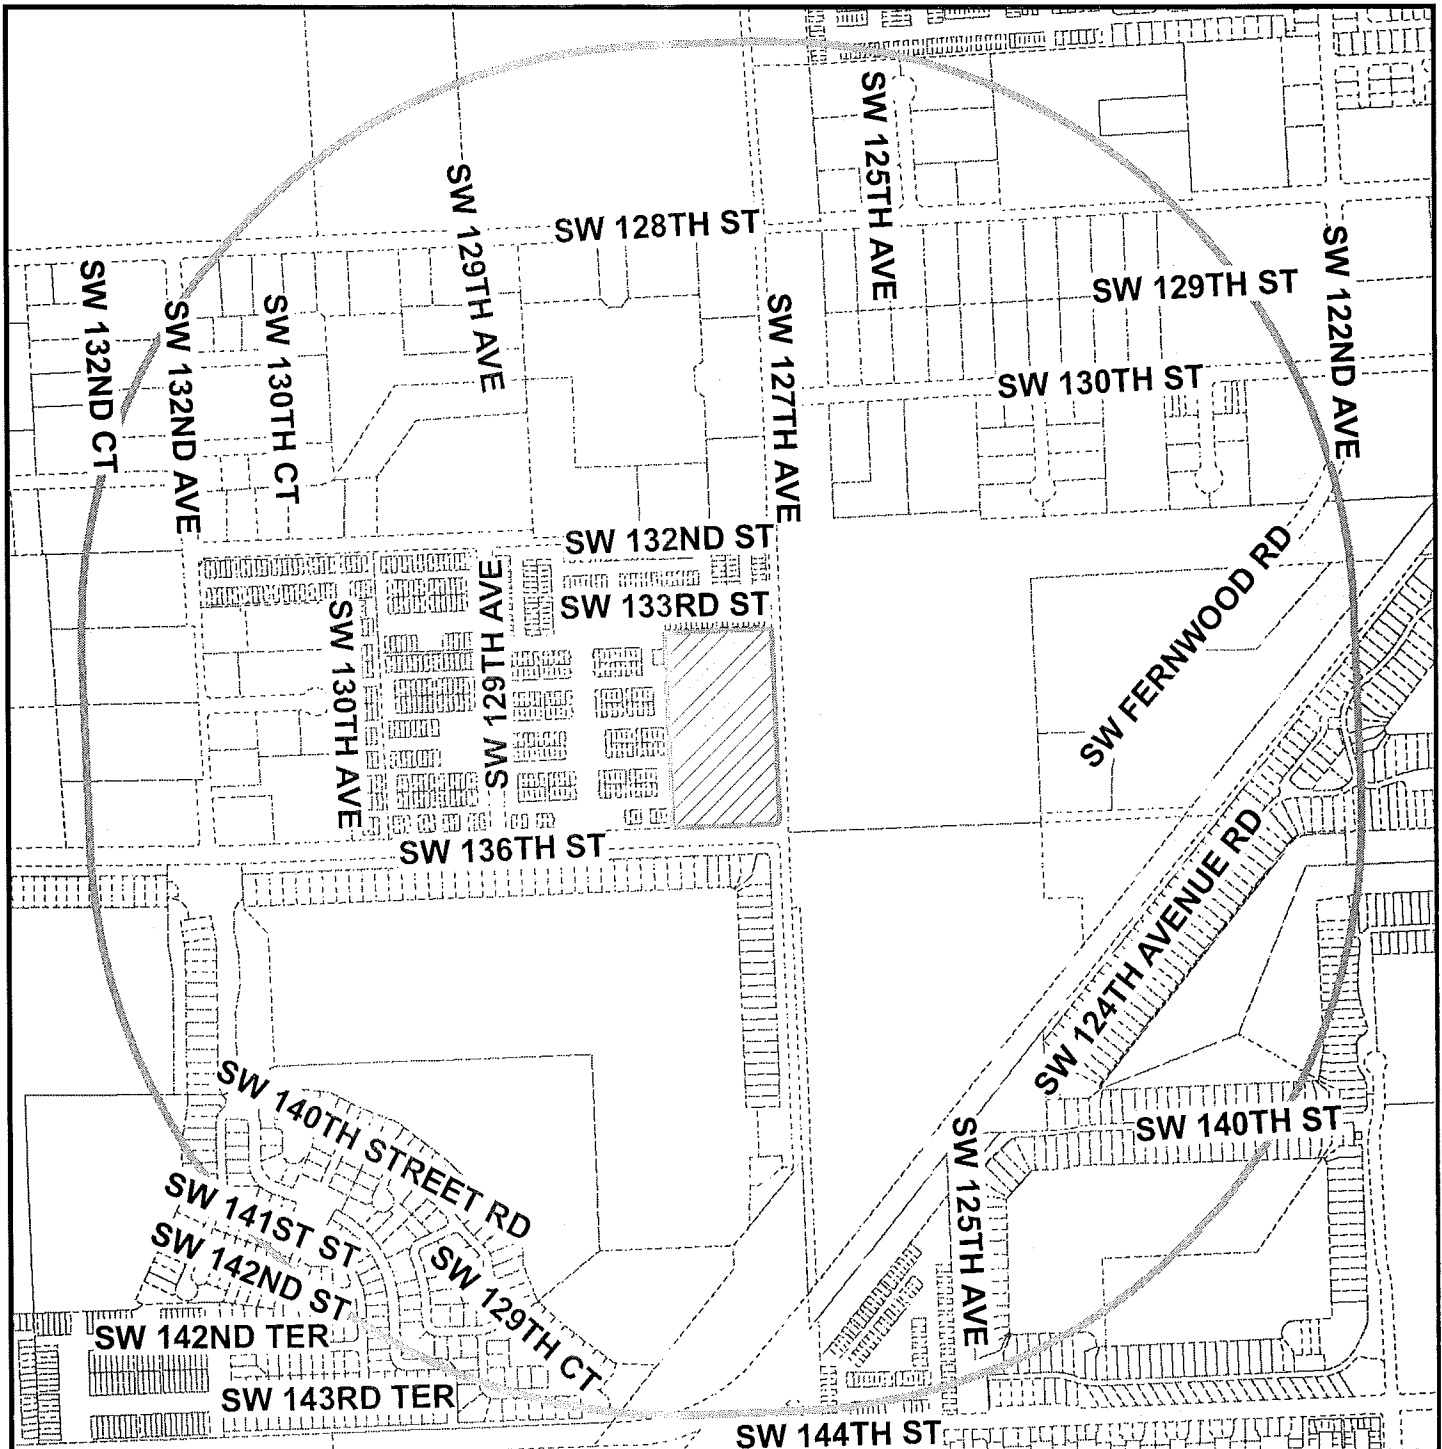 SW 125TH AVE
SW 129TH AVE
SW 128TH ST
SW 122ND AVE
SW 132ND CT
SW 129TH ST
SW 132ND AVE
SW 130TH CT
SW 127TH AVE
SW 130TH ST
SW 132ND ST
SW FERNWOOD RD
SW 129TH AVE
SW 133RD ST
SW 130TH AVE
SW 124TH AVENUE RD
SW 136TH ST
SW 140TH STREET RD
SW 140TH ST
SW 125TH AVE
SW 141ST ST
SW 142ND ST
SW 129TH CT
SW 142ND TER
SW 143RD TER
SW 144TH ST